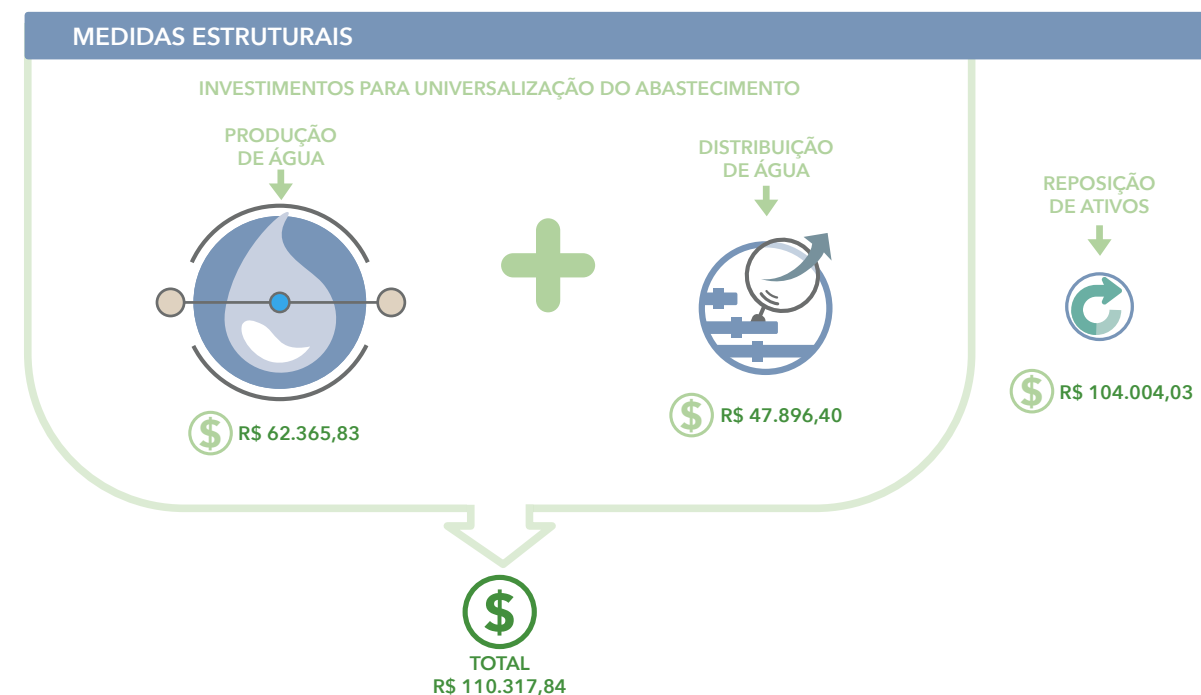 MEDIDAS ESTRUTURAIS
INVESTIMENTOS PARA UNIVERSALIZAÇÃO DO ABASTECIMENTO
PRODUÇÃO
DE ÁGUA
$ R$ 62.365,83
DISTRIBUIÇÃO
DE ÁGUA
$ R$ 47.896,40
REPOSIÇÃO
DE ATIVOS
$ R$ 104.004,03
$
TOTAL
R$ 110.317,84